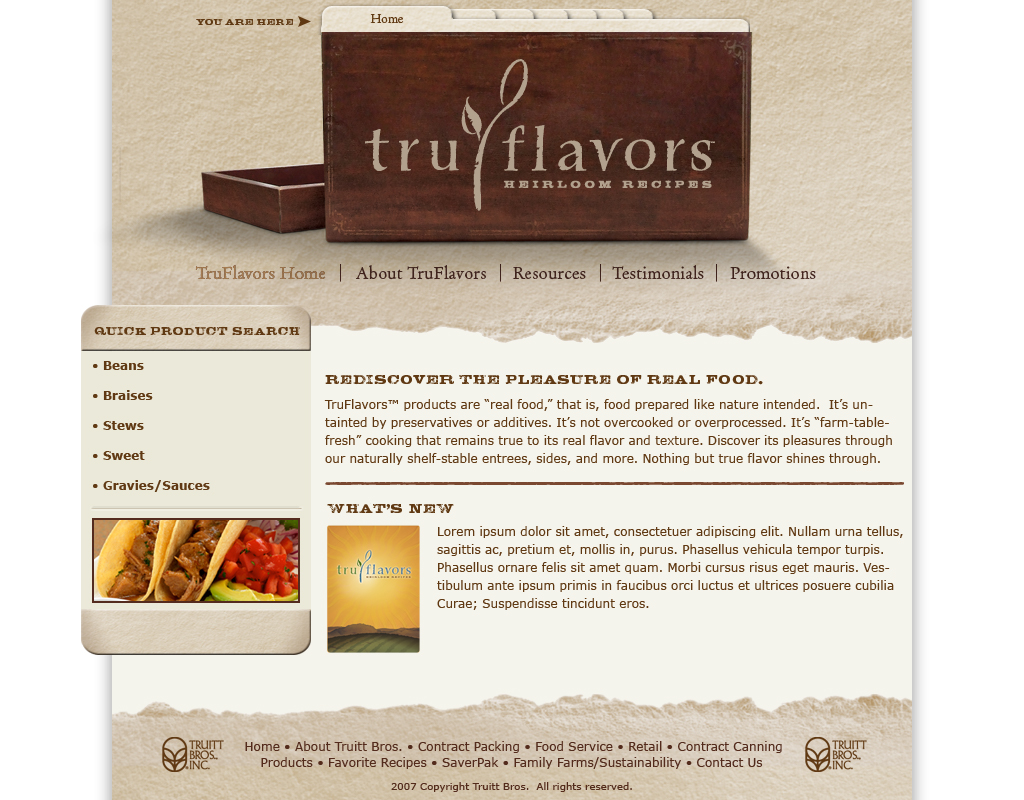 YOU ARE HERE
Home
truflavors
HEIRLOOM RECIPES
TruFlavors Home | About TruFlavors | Resources | Testimonials | Promotions
QUICK PRODUCT SEARCH
• Beans
• Braises
• Stews
• Sweet
• Gravies/Sauces
REDISCOVER THE PLEASURE OF REAL FOOD.
TruFlavors™ products are “real food,” that is, food prepared like nature intended.  It’s un-
tainted by preservatives or additives. It’s not overcooked or overprocessed. It’s “farm-table-
fresh” cooking that remains true to its real flavor and texture. Discover its pleasures through
our naturally shelf-stable entrees, sides, and more. Nothing but true flavor shines through.
WHAT’S NEW
truflavors
HEIRLOOM RECIPES
Lorem ipsum dolor sit amet, consectetuer adipiscing elit. Nullam urna tellus,
sagittis ac, pretium et, mollis in, purus. Phasellus vehicula tempor turpis.
Phasellus ornare felis sit amet quam. Morbi cursus risus eget mauris. Ves-
tibulum ante ipsum primis in faucibus orci luctus et ultrices posuere cubilia
Curae; Suspendisse tincidunt eros.
TRUITT
BROS.
INC.
Home • About Truitt Bros. • Contract Packing • Food Service • Retail • Contract Canning
Products • Favorite Recipes • SaverPak • Family Farms/Sustainability • Contact Us
TRUITT
BROS.
INC.
2007 Copyright Truitt Bros.  All rights reserved.